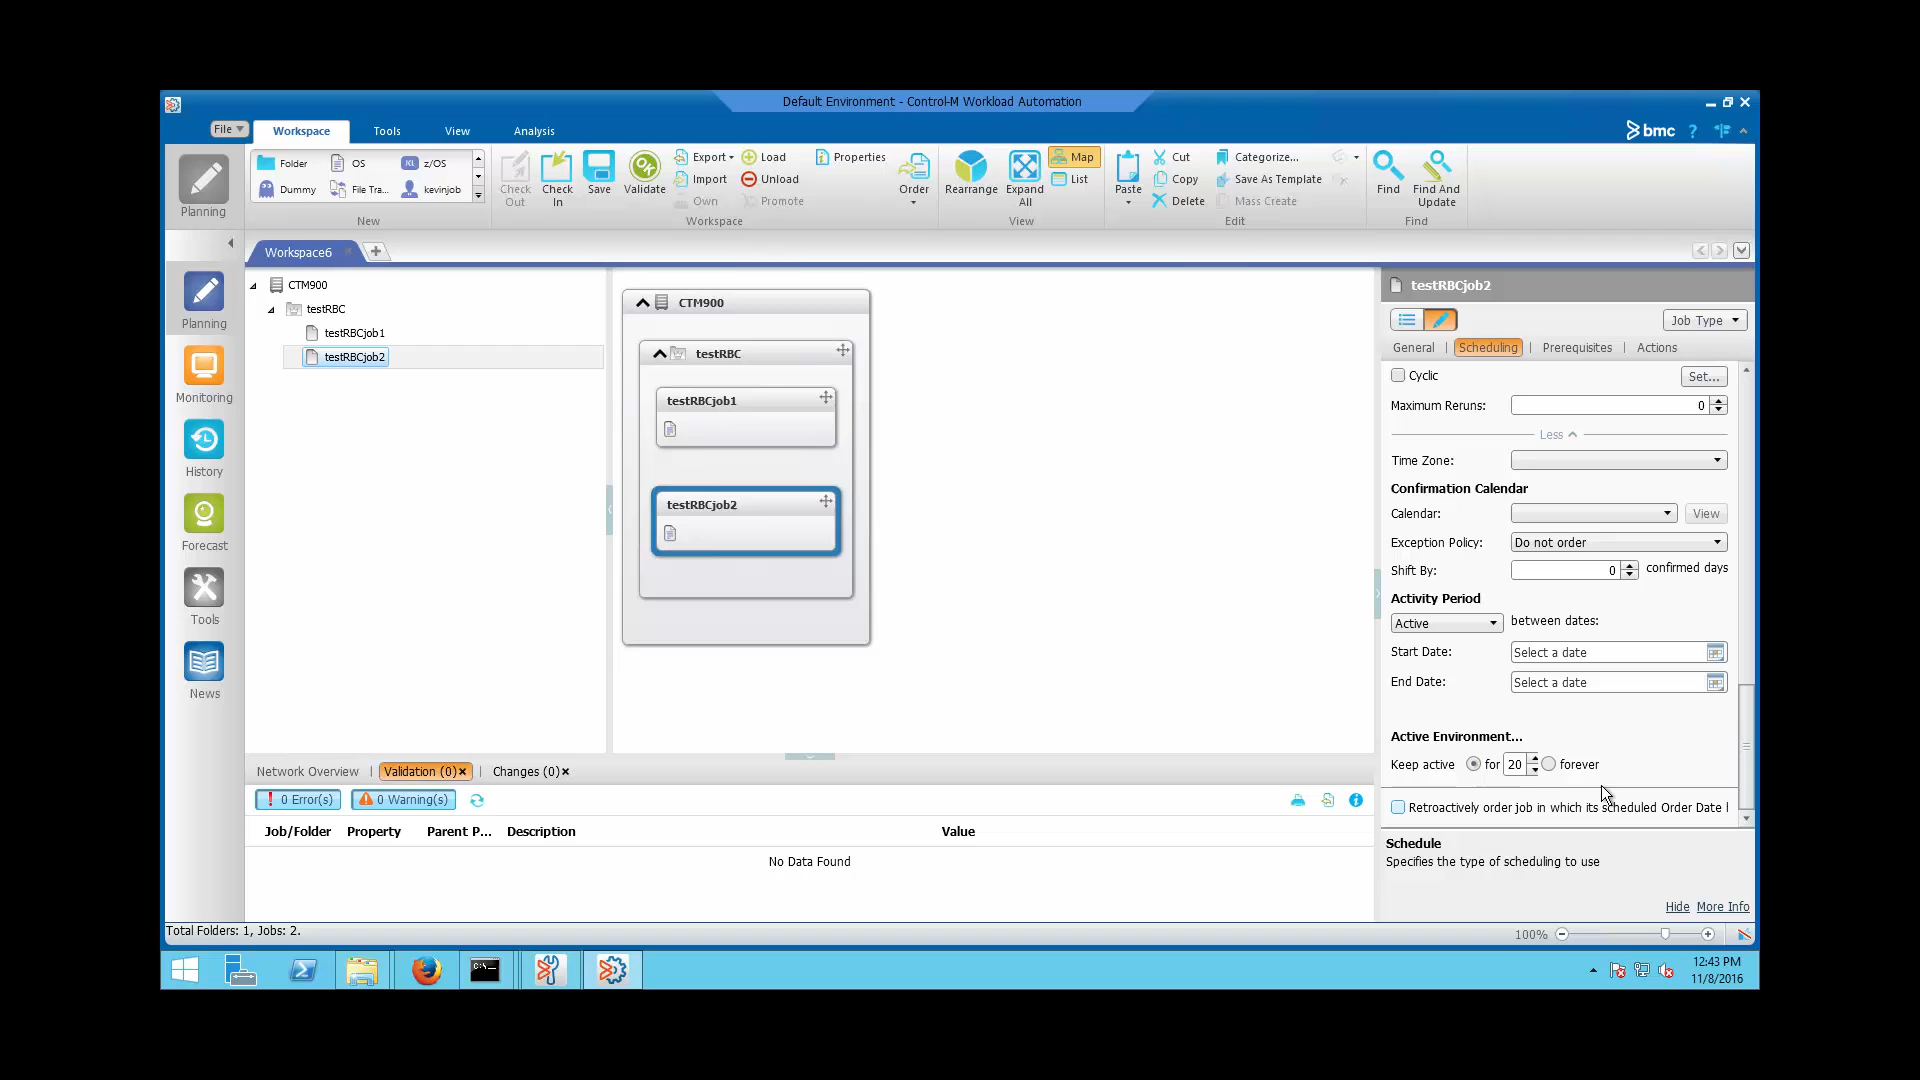 Default Environment - Control-M Workload Automation
File
Workspace
Tools
View
Analysis
bmc
?
Planning
Folder
OS
z/OS
Dummy
File Tra...
kevinjob
New
Check Out
Check In
Save
Validate
Export
Import
Own
Load
Unload
Promote
Properties
Order
Workspace
Rearrange
Expand All
Map
List
View
Paste
Cut
Copy
Delete
Categorize...
Save As Template
Mass Create
Edit
Find
Find And Update
Find
Workspace6
Planning
Monitoring
History
Forecast
Tools
News
CTM900
testRBC
testRBCjob1
testRBCjob2
CTM900
testRBC
testRBCjob1
testRBCjob2
testRBCjob2
Job Type
General | Scheduling | Prerequisites | Actions
Cyclic
Set...
Maximum Reruns: 0
Less
Time Zone:
Confirmation Calendar
Calendar:
View
Exception Policy: Do not order
Shift By: 0 confirmed days
Activity Period
Active between dates:
Start Date: Select a date
End Date: Select a date
Active Environment...
Keep active for 20 forever
Retroactively order job in which its scheduled Order Date
Schedule
Specifies the type of scheduling to use
Hide More Info
Network Overview | Validation (0) | Changes (0)
0 Error(s)
0 Warning(s)
Job/Folder Property Parent P... Description Value
No Data Found
Total Folders: 1, Jobs: 2.
100%
12:43 PM
11/8/2016